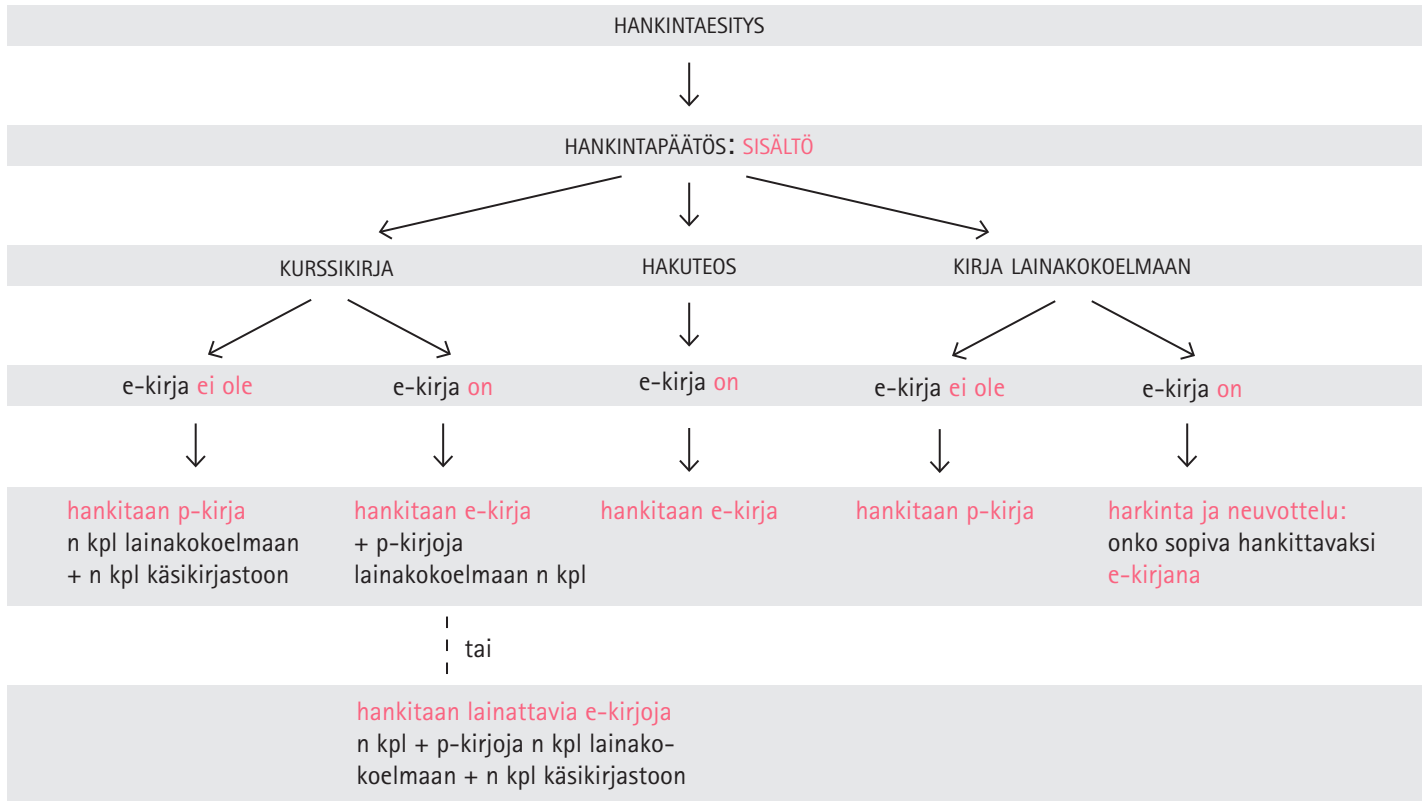 HANKINTAESITYS
HANKINTAPÄÄTÖS: SISÄLTÖ
KURSSIKIRJA
HAKUTEOS
KIRJA LAINAKOKOELMAAN
e-kirja ei ole
e-kirja on
e-kirja on
e-kirja ei ole
e-kirja on
hankitaan p-kirja
n kpl lainakokoelmaan
+ n kpl käsikirjastoon
hankitaan e-kirja
+ p-kirjoja
lainakokoelmaan n kpl
hankitaan e-kirja
hankitaan p-kirja
harkinta ja neuvottelu:
onko sopiva hankittavaksi
e-kirjana
tai
hankitaan lainattavia e-kirjoja
n kpl + p-kirjoja n kpl lainako-
koelmaan + n kpl käsikirjastoon